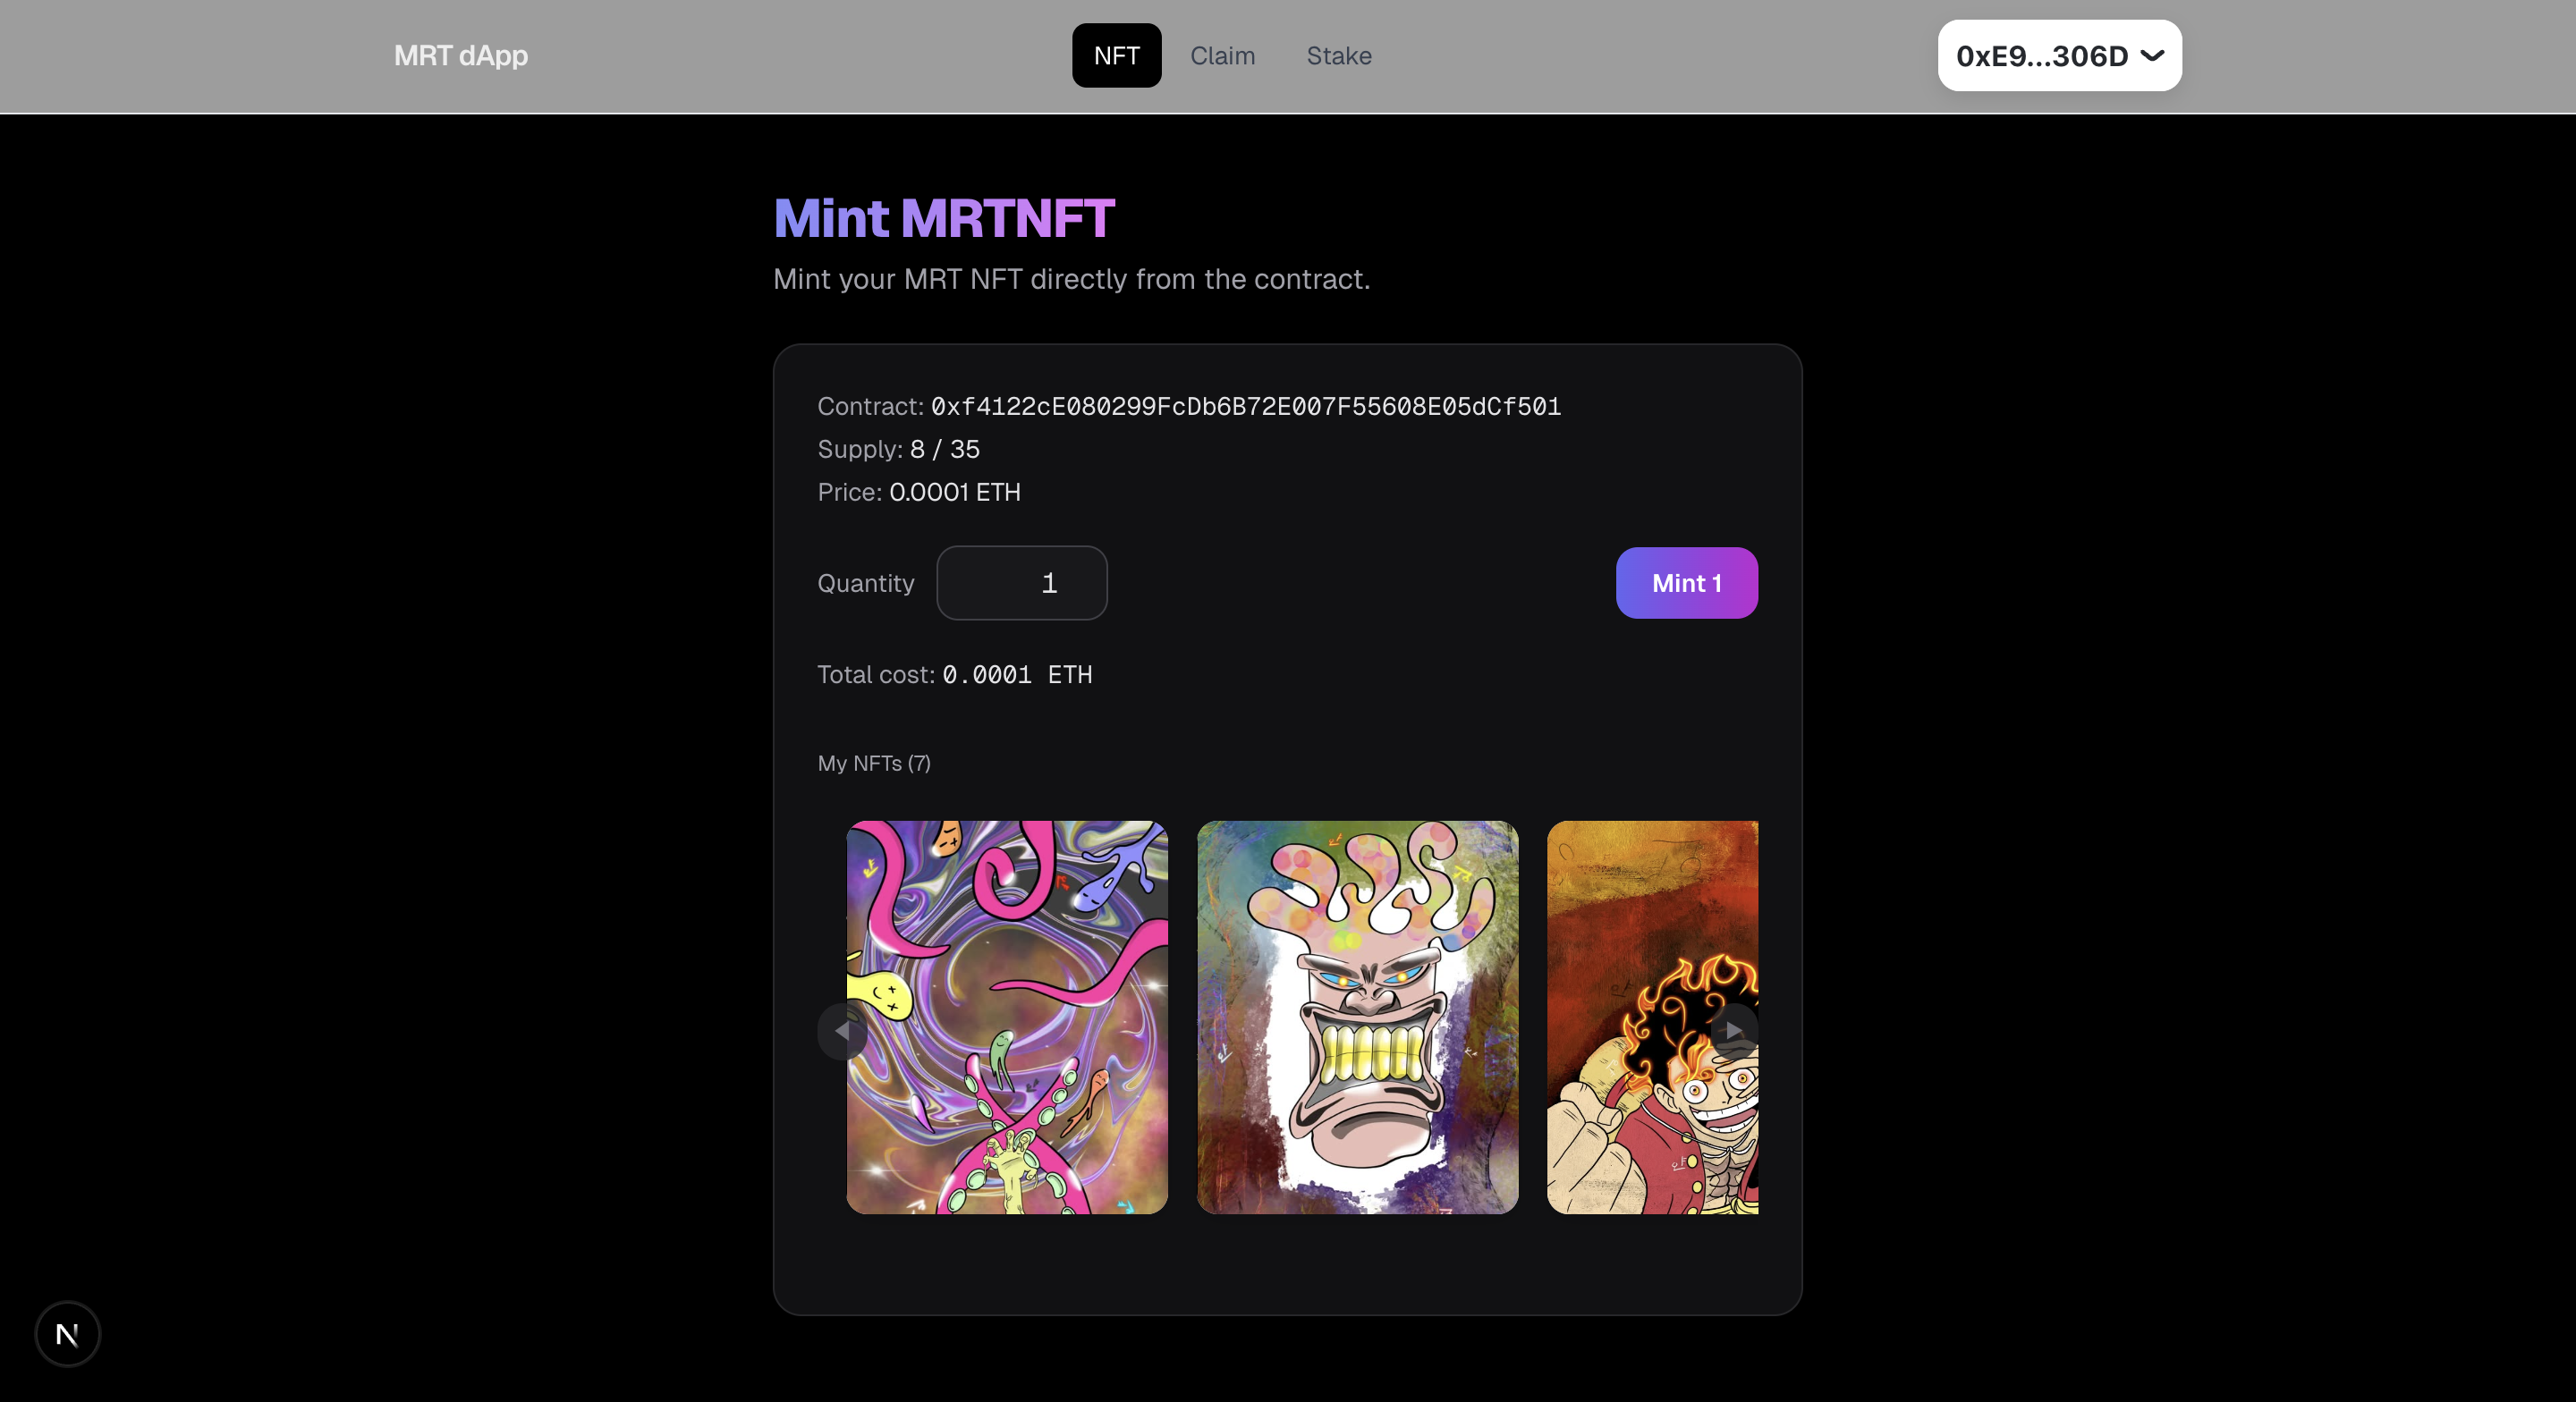 MRT dApp
NFT
Claim
Stake
0xE9...306D
Mint MRTNFT
Mint your MRT NFT directly from the contract.
Contract: 0xf4122cE080299FcDb6B72E007F55608E05dCf501
Supply: 8 / 35
Price: 0.0001 ETH
Quantity 1
Mint 1
Total cost: 0.0001 ETH
My NFTs (7)
N